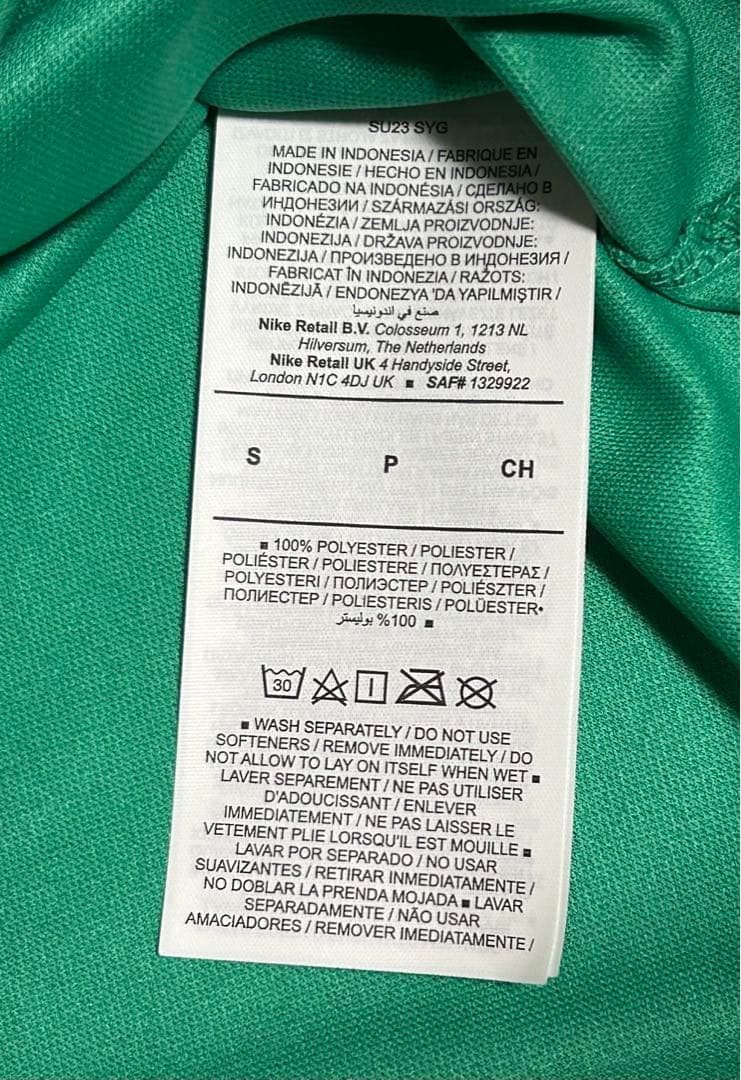 SU23 SYG
MADE IN INDONESIA / FABRIQUE EN
INDONESIE / HECHO EN INDONESIA /
FABRICADO NA INDONÉSIA / СДЕЛАНО В
ИНДОНЕЗИИ / SZÁRMAZÁSI ORSZÁG:
INDONÉZIA / ZEMLJA PROIZVODNJE:
INDONEZIJA / DRŽAVA PROIZVODNJE:
INDONEZIJA / ПРОИЗВЕДЕНО В ИНДОНЕЗИЯ /
FABRICAT ÎN INDONEZIA / RAŽOTS:
INDONĒZIJĀ / ENDONEZYA 'DA YAPILMIŞTIR /
صنع في اندونيسيا
Nike Retail B.V. Colosseum 1, 1213 NL
Hilversum, The Netherlands
Nike Retail UK 4 Handyside Street,
London N1C 4DJ UK ■ SAF# 1329922
S P CH
■ 100% POLYESTER / POLIESTER /
POLIÉSTER / POLIESTERE / ΠΟΛΥΕΣΤΕΡΑΣ /
POLYESTERI / ПОЛИЭСТЕР / POLIÉSZTER /
ПОЛИЕСТЕР / POLIESTERIS / POLÜESTER•
100% بوليستر ■
30
■ WASH SEPARATELY / DO NOT USE
SOFTENERS / REMOVE IMMEDIATELY / DO
NOT ALLOW TO LAY ON ITSELF WHEN WET ■
LAVER SEPAREMENT / NE PAS UTILISER
D'ADOUCISSANT / ENLEVER
IMMEDIATEMENT / NE PAS LAISSER LE
VETEMENT PLIE LORSQU'IL EST MOUILLE ■
LAVAR POR SEPARADO / NO USAR
SUAVIZANTES / RETIRAR INMEDIATAMENTE /
NO DOBLAR LA PRENDA MOJADA ■ LAVAR
SEPARADAMENTE / NÃO USAR
AMACIADORES / REMOVER IMEDIATAMENTE /